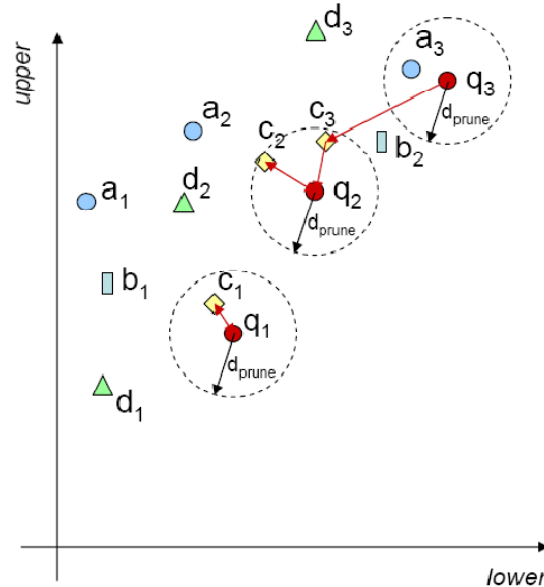 upper
d3
a3
q3
dprune
a2
c3
c2
b2
d2
q2
a1
dprune
b1
c1
q1
dprune
d1
lower